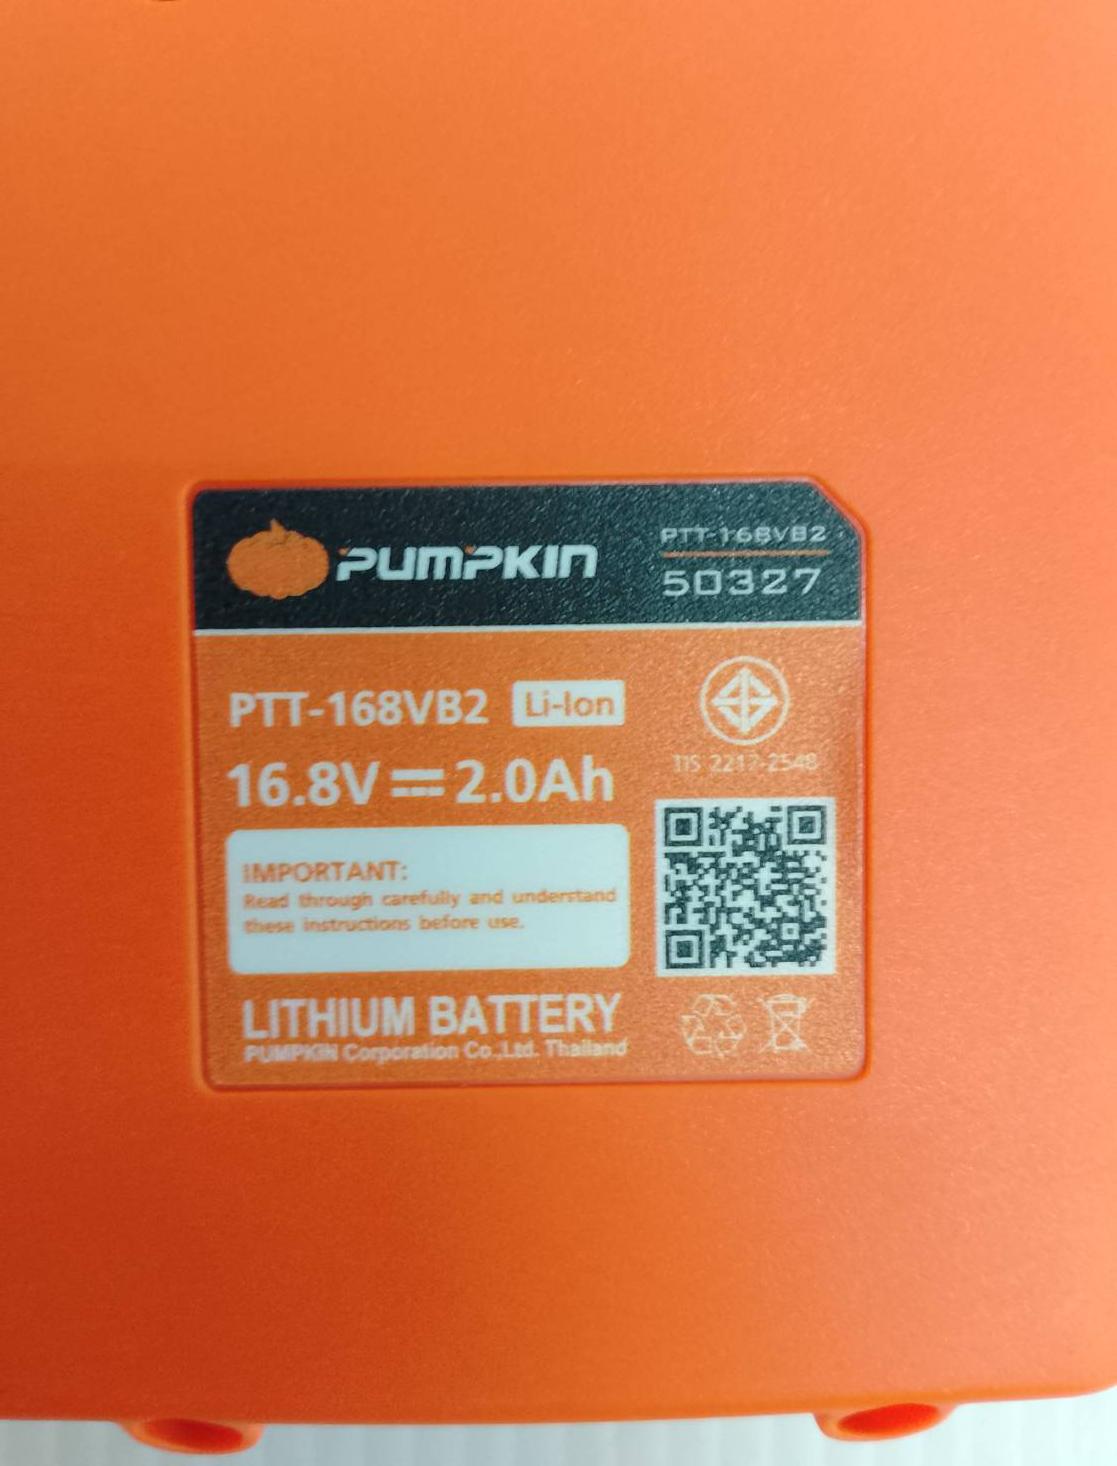 PUMPKIN
PTT-168VB2
50327
PTT-168VB2 Li-Ion
16.8V 2.0Ah
TIS 2217-2548
IMPORTANT:
Read through carefully and understand
these instructions before use.
LITHIUM BATTERY
PUMPKIN Corporation Co.,Ltd. Thailand